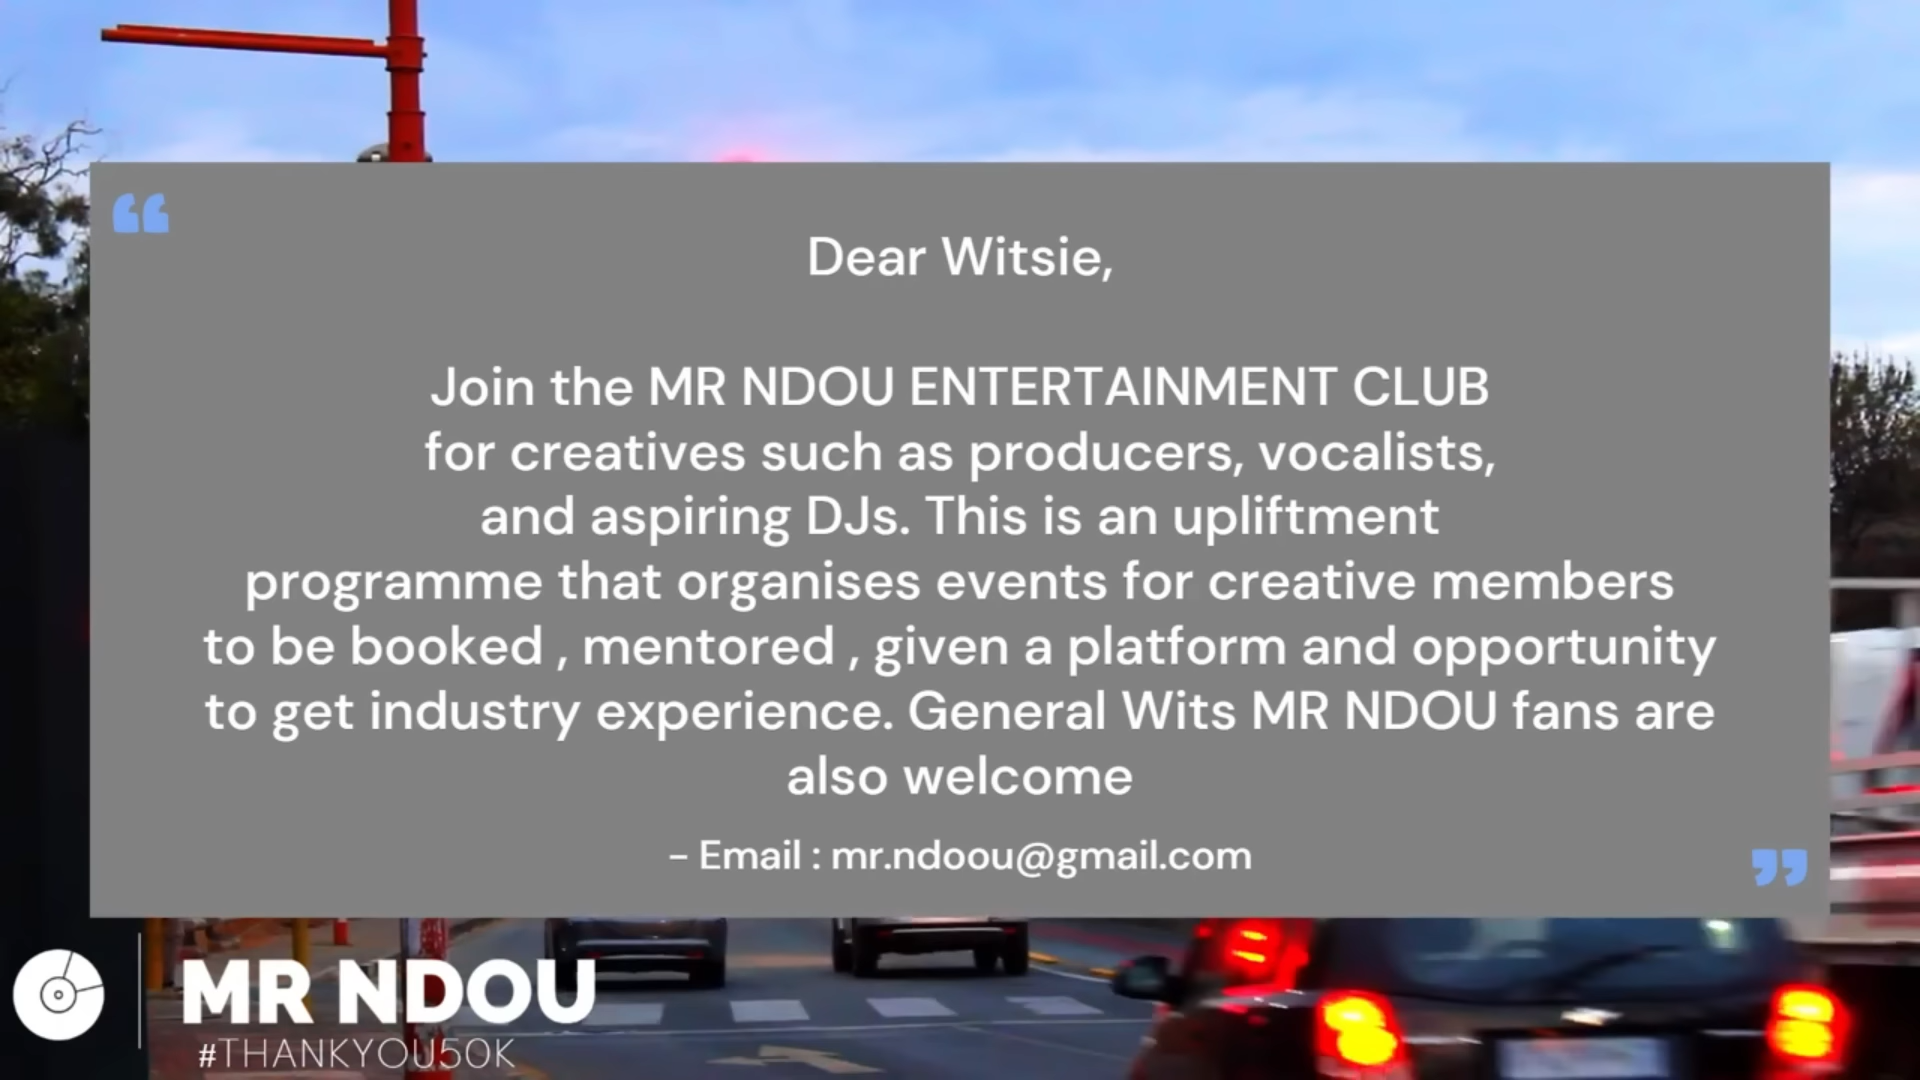 “
Dear Witsie,
Join the MR NDOU ENTERTAINMENT CLUB
for creatives such as producers, vocalists,
and aspiring DJs. This is an upliftment
programme that organises events for creative members
to be booked , mentored , given a platform and opportunity
to get industry experience. General Wits MR NDOU fans are
also welcome
- Email : mr.ndoou@gmail.com
”
MR NDOU
#THANKYOU50K